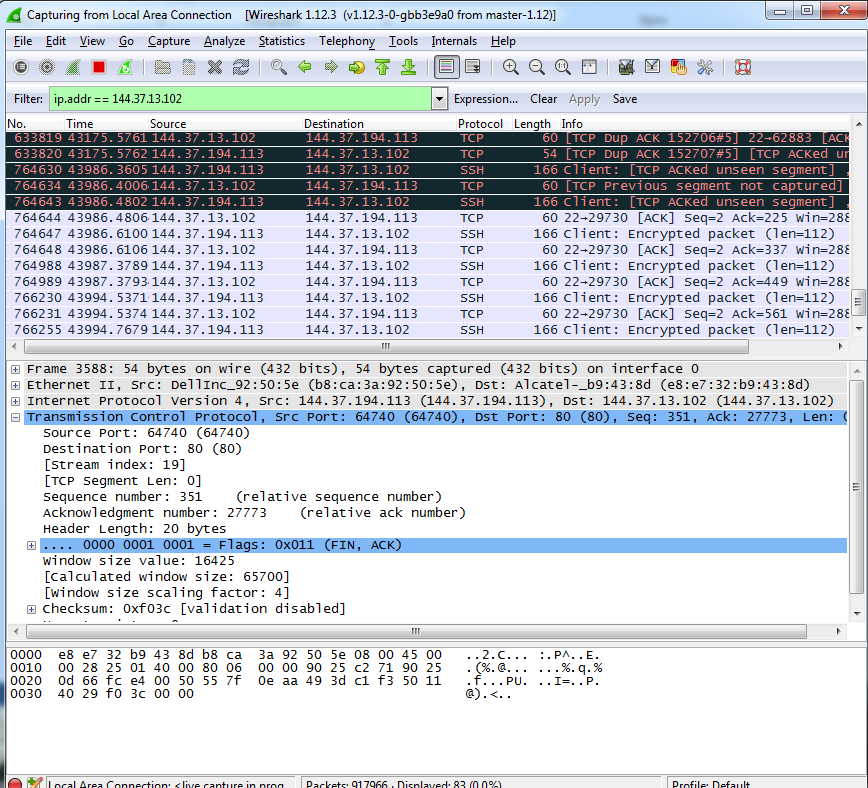 Capturing from Local Area Connection [Wireshark 1.12.3 (v1.12.3-0-gbb3e9a0 from master-1.12)]
File Edit View Go Capture Analyze Statistics Telephony Tools Internals Help
Filter: ip.addr == 144.37.13.102 Expression... Clear Apply Save
No. Time Source Destination Protocol Length Info
633819 43175.5761 144.37.13.102 144.37.194.113 TCP 60 [TCP Dup ACK 152706#5] 22→62883 [ACK
633820 43175.5762 144.37.194.113 144.37.13.102 TCP 54 [TCP Dup ACK 152707#5] [TCP ACKed un
764630 43986.3605 144.37.194.113 144.37.13.102 SSH 166 Client: [TCP ACKed unseen segment] ,
764634 43986.4006 144.37.13.102 144.37.194.113 TCP 60 [TCP Previous segment not captured]
764643 43986.4802 144.37.194.113 144.37.13.102 SSH 166 Client: [TCP ACKed unseen segment] ,
764644 43986.4806 144.37.13.102 144.37.194.113 TCP 60 22→29730 [ACK] Seq=2 Ack=225 Win=288
764647 43986.6100 144.37.194.113 144.37.13.102 SSH 166 Client: Encrypted packet (len=112)
764648 43986.6106 144.37.13.102 144.37.194.113 TCP 60 22→29730 [ACK] Seq=2 Ack=337 Win=288
764988 43987.3789 144.37.194.113 144.37.13.102 SSH 166 Client: Encrypted packet (len=112)
764989 43987.3793 144.37.13.102 144.37.194.113 TCP 60 22→29730 [ACK] Seq=2 Ack=449 Win=288
766230 43994.5371 144.37.194.113 144.37.13.102 SSH 166 Client: Encrypted packet (len=112)
766231 43994.5374 144.37.13.102 144.37.194.113 TCP 60 22→29730 [ACK] Seq=2 Ack=561 Win=288
766255 43994.7679 144.37.194.113 144.37.13.102 SSH 166 Client: Encrypted packet (len=112)
Frame 3588: 54 bytes on wire (432 bits), 54 bytes captured (432 bits) on interface 0
Ethernet II, Src: DellInc_92:50:5e (b8:ca:3a:92:50:5e), Dst: Alcatel-_b9:43:8d (e8:e7:32:b9:43:8d)
Internet Protocol Version 4, Src: 144.37.194.113 (144.37.194.113), Dst: 144.37.13.102 (144.37.13.102)
Transmission Control Protocol, Src Port: 64740 (64740), Dst Port: 80 (80), Seq: 351, Ack: 27773, Len: 0
Source Port: 64740 (64740)
Destination Port: 80 (80)
[Stream index: 19]
[TCP Segment Len: 0]
Sequence number: 351 (relative sequence number)
Acknowledgment number: 27773 (relative ack number)
Header Length: 20 bytes
.... 0000 0001 0001 = Flags: 0x011 (FIN, ACK)
Window size value: 16425
[Calculated window size: 65700]
[Window size scaling factor: 4]
Checksum: 0xf03c [validation disabled]
0000 e8 e7 32 b9 43 8d b8 ca 3a 92 50 5e 08 00 45 00 ..2.C... :.P^..E.
0010 00 28 25 01 40 00 80 06 00 00 90 25 c2 71 90 25 .(%.@... ...%.q.%
0020 0d 66 fc e4 00 50 55 7f 0e aa 49 3d c1 f3 50 11 .f...PU. ..I=..P.
0030 40 29 f0 3c 00 00 @).<..
Local Area Connection: <live capture in prog Packets: 917966 · Displayed: 83 (0.0%) Profile: Default